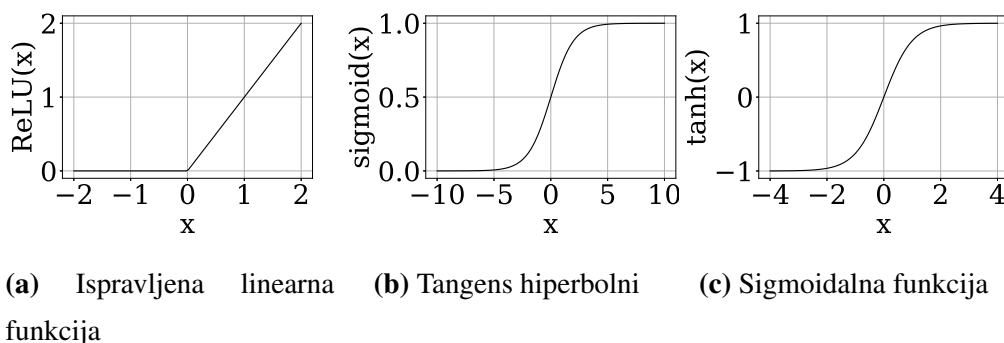 ReLU(x)
2
1
0
−2 −1 0 1 2
x
sigmoid(x)
1.0
0.5
0.0
−10 −5 0 5 10
x
tanh(x)
1
0
−1
−4 −2 0 2 4
x
(a) Ispravljena linearna
funkcija
(b) Tangens hiperbolni
(c) Sigmoidalna funkcija